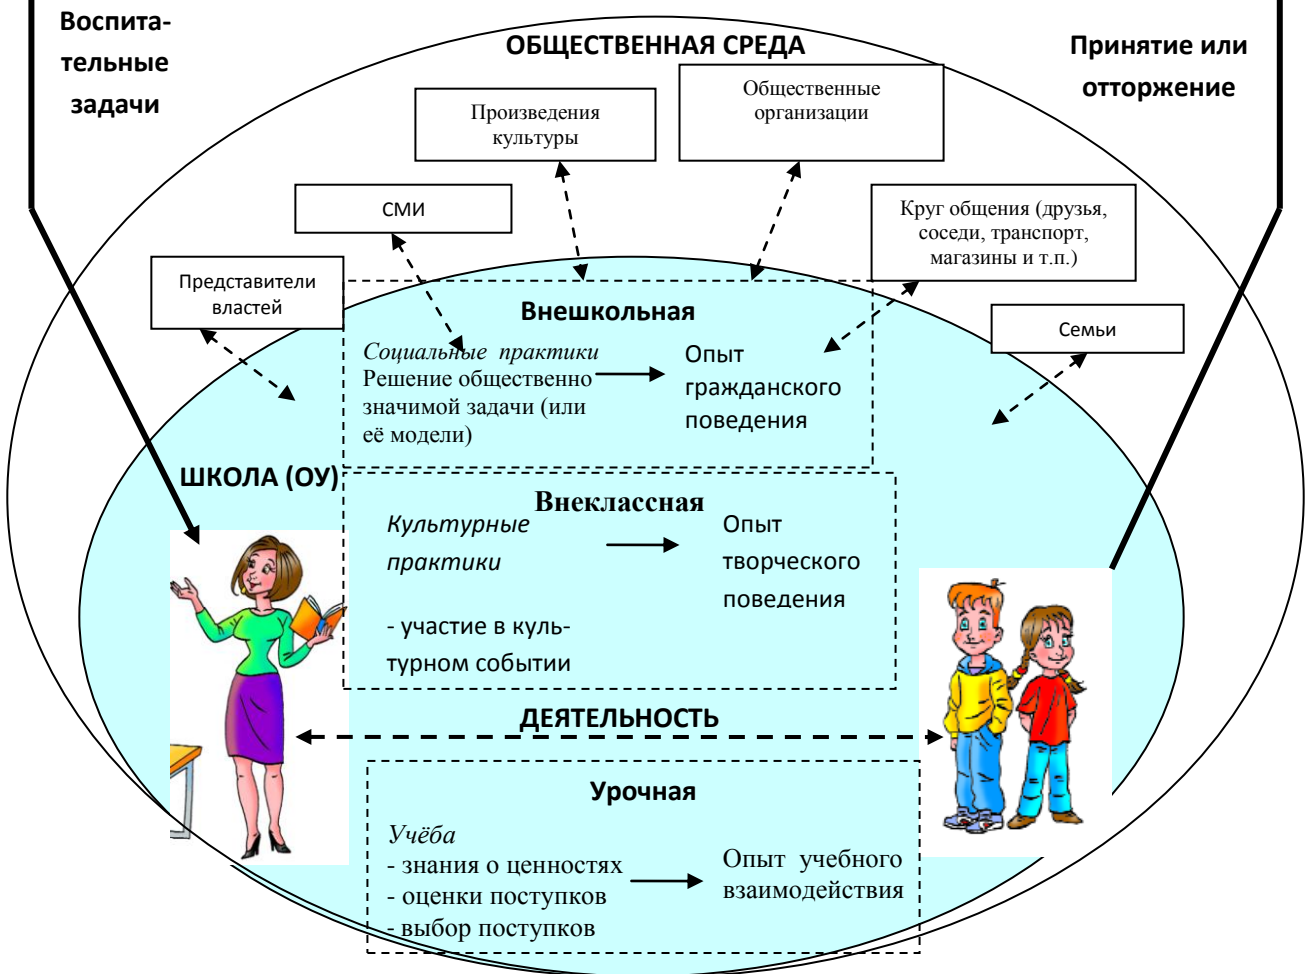 Воспита-
тельные
задачи
ОБЩЕСТВЕННАЯ СРЕДА
Принятие или
отторжение
Произведения
культуры
Общественные
организации
СМИ
Круг общения (друзья,
соседи, транспорт,
магазины и т.п.)
Представители
властей
Семьи
Внешкольная
Социальные практики
Решение общественно
значимой задачи (или
её модели)
Опыт
гражданского
поведения
ШКОЛА (ОУ)
Внеклассная
Культурные
практики
- участие в куль-
турном событии
Опыт
творческого
поведения
ДЕЯТЕЛЬНОСТЬ
Урочная
Учёба
- знания о ценностях
- оценки поступков
- выбор поступков
Опыт учебного
взаимодействия